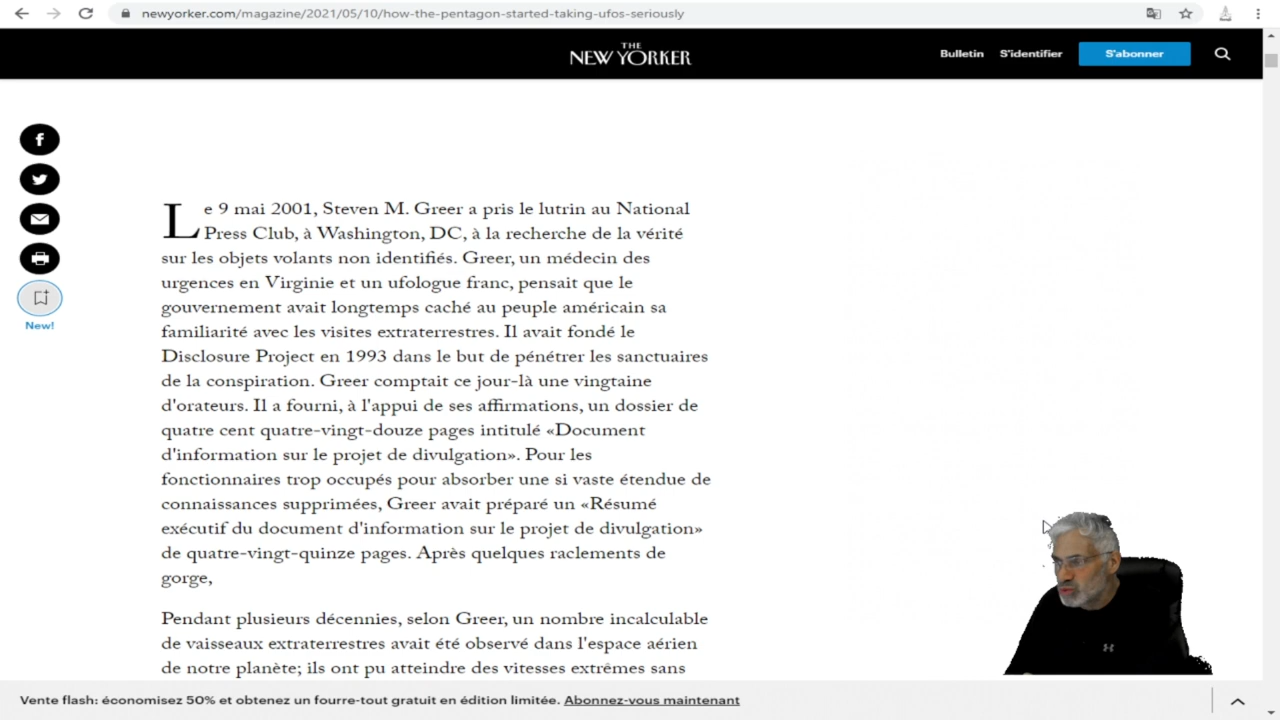 newyorker.com/magazine/2021/05/10/how-the-pentagon-started-taking-ufos-seriously
THE
NEW YORKER
Bulletin S'identifier S'abonner
Le 9 mai 2001, Steven M. Greer a pris le lutrin au National
Press Club, à Washington, DC, à la recherche de la vérité
sur les objets volants non identifiés. Greer, un médecin des
urgences en Virginie et un ufologue franc, pensait que le
gouvernement avait longtemps caché au peuple américain sa
familiarité avec les visites extraterrestres. Il avait fondé le
Disclosure Project en 1993 dans le but de pénétrer les sanctuaires
de la conspiration. Greer comptait ce jour-là une vingtaine
d'orateurs. Il a fourni, à l'appui de ses affirmations, un dossier de
quatre cent quatre-vingt-douze pages intitulé «Document
d'information sur le projet de divulgation». Pour les
fonctionnaires trop occupés pour absorber une si vaste étendue de
connaissances supprimées, Greer avait préparé un «Résumé
exécutif du document d'information sur le projet de divulgation»
de quatre-vingt-quinze pages. Après quelques raclements de
gorge,
New!
Pendant plusieurs décennies, selon Greer, un nombre incalculable
de vaisseaux extraterrestres avait été observé dans l'espace aérien
de notre planète; ils ont pu atteindre des vitesses extrêmes sans
Vente flash: économisez 50% et obtenez un fourre-tout gratuit en édition limitée. Abonnez-vous maintenant